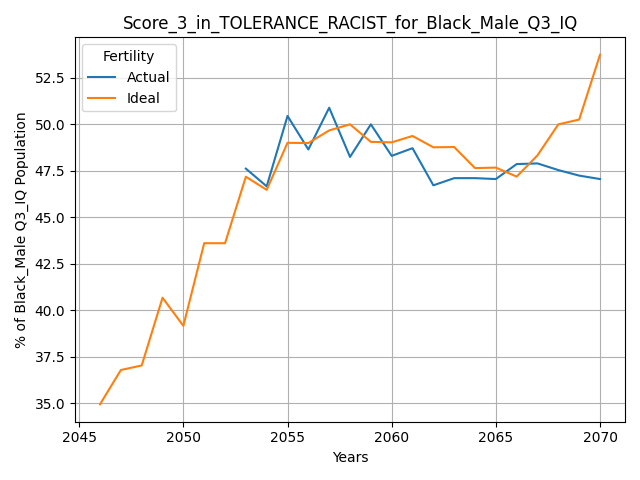 Score_3_in_TOLERANCE_RACIST_for_Black_Male_Q3_IQ
Fertility
Actual
Ideal
% of Black_Male Q3_IQ Population
52.5
50.0
47.5
45.0
42.5
40.0
37.5
35.0
2045 2050 2055 2060 2065 2070
Years